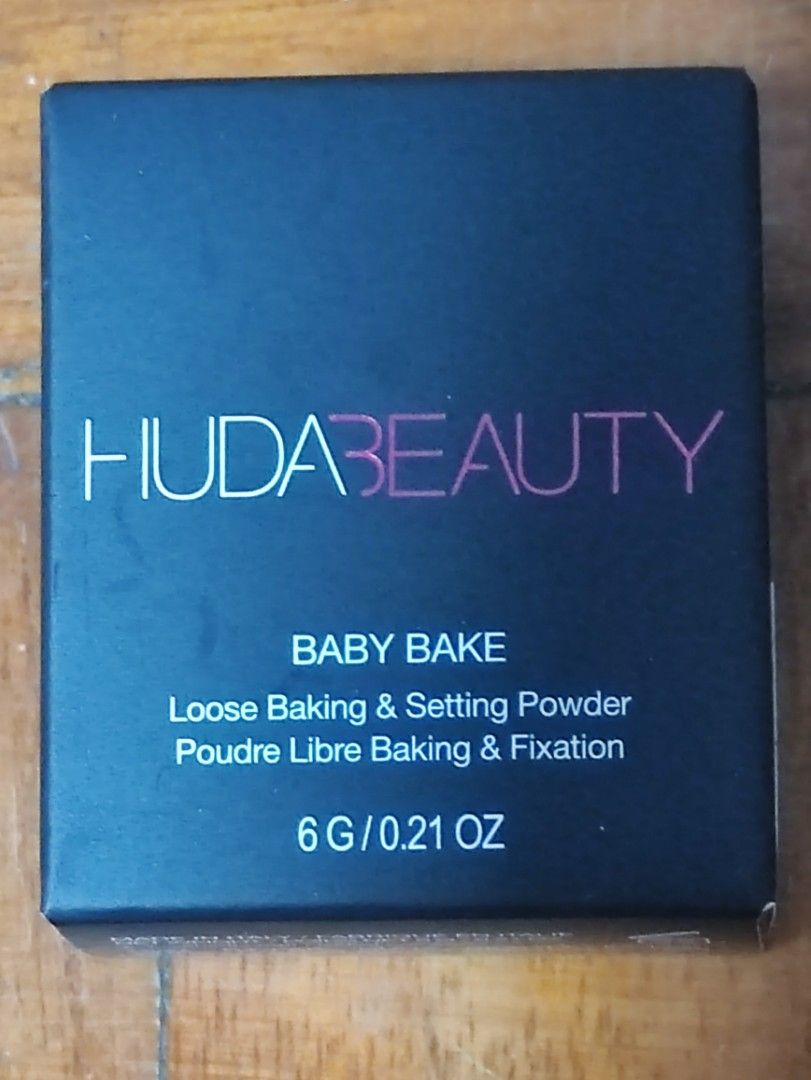 HUDABEAUTY
BABY BAKE
Loose Baking & Setting Powder
Poudre Libre Baking & Fixation
6 G / 0.21 OZ